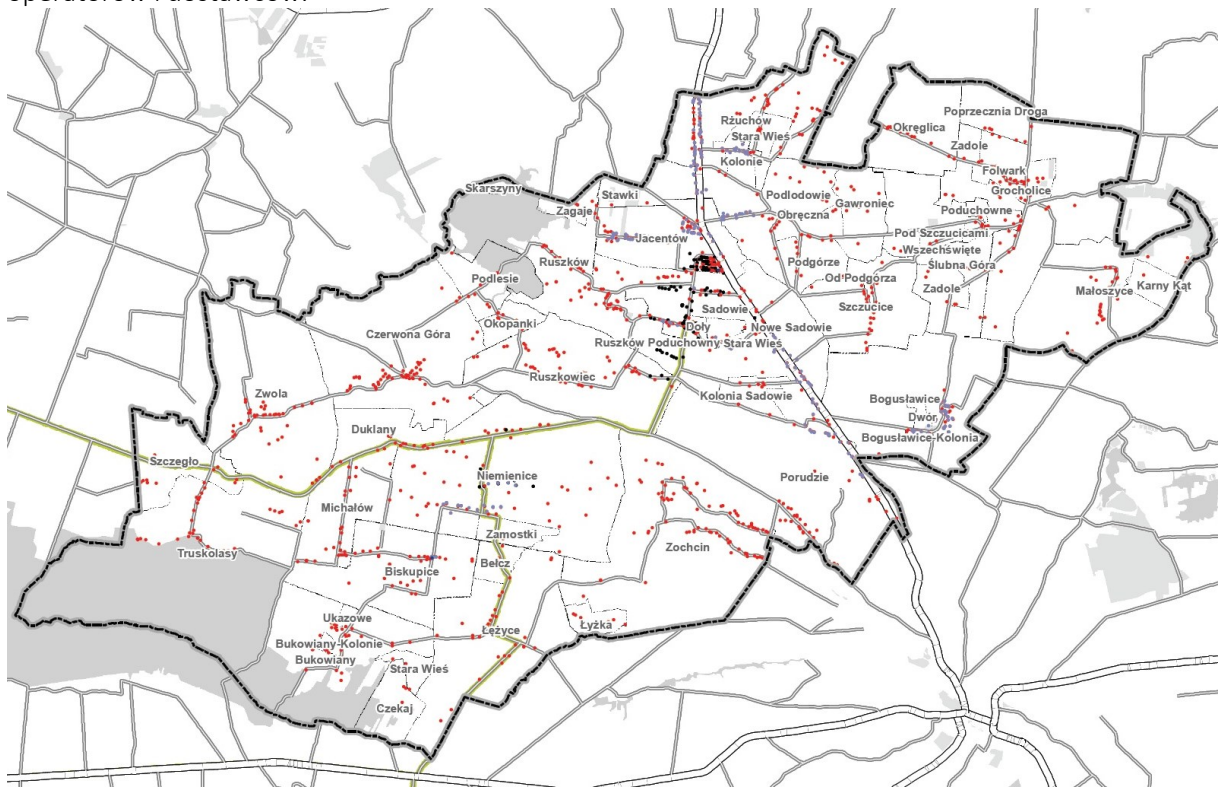 Poprzecznia Droga
Rżuchów
Okręglica
Stara Wieś
Zadole
Kolonie
Folwark
Skarszyny
Grocholice
Stawki
Podlodowie
Gawroniec
Zagaje
Poduchowne
Obręczna
Pod Szczucicami
Jacentów
Wszechświęte
Ruszków
Podgórze
Ślubna Góra
Podlesie
Od Podgórza
Karny Kąt
Zadole
Małoszyce
Sadowie
Szczucice
Okopanki
Doły
Nowe Sadowie
Czerwona Góra
Ruszków Poduchowny
Stara Wieś
Ruszkowiec
Zwola
Kolonia Sadowie
Bogusławice
Dwór
Duklany
Bogusławice-Kolonia
Szczegło
Niemienice
Porudzie
Michałów
Zamostki
Truskolasy
Zochcin
Bełcz
Biskupice
Ukazowe
Łyżka
Łężyce
Bukowiany-Kolonie
Bukowiany
Stara Wieś
Czekaj